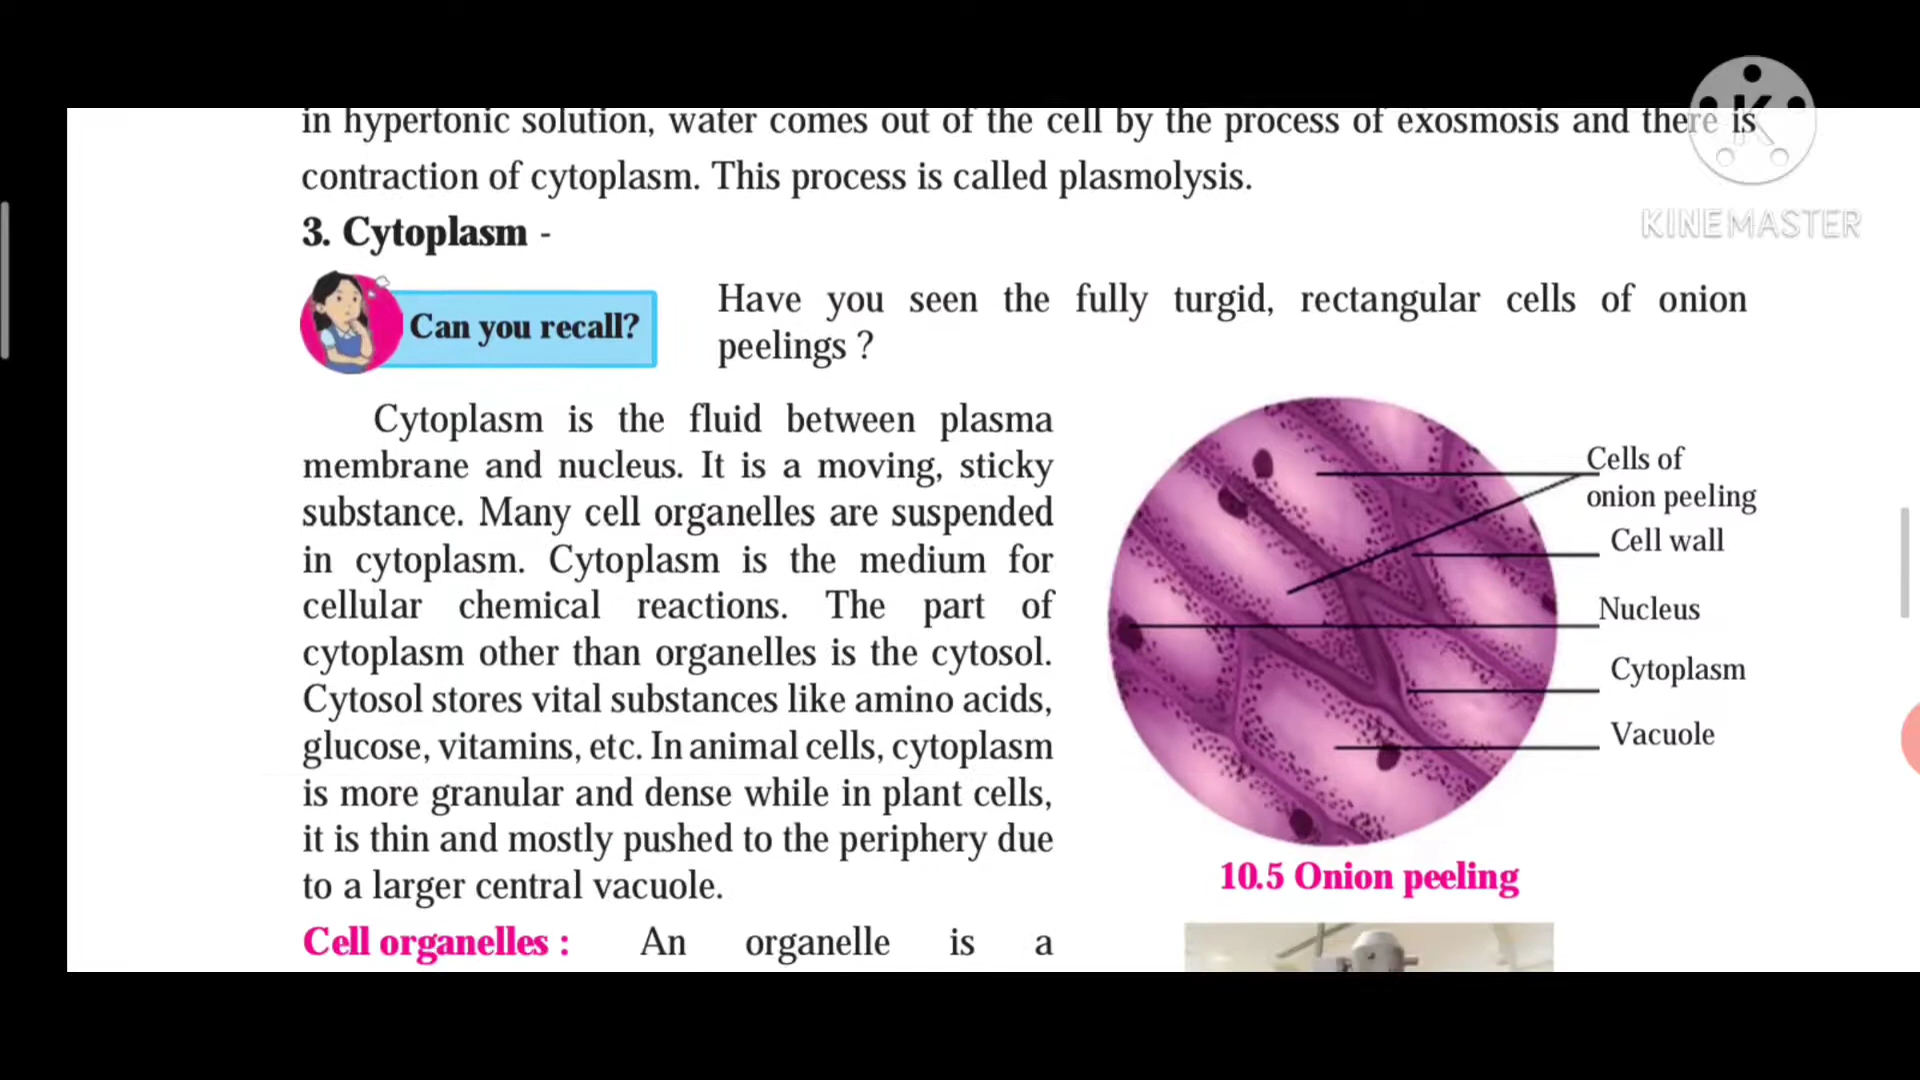 in hypertonic solution, water comes out of the cell by the process of exosmosis and there is
contraction of cytoplasm. This process is called plasmolysis.
3. Cytoplasm -
Can you recall?
Have you seen the fully turgid, rectangular cells of onion
peelings ?
Cytoplasm is the fluid between plasma
membrane and nucleus. It is a moving, sticky
substance. Many cell organelles are suspended
in cytoplasm. Cytoplasm is the medium for
cellular chemical reactions. The part of
cytoplasm other than organelles is the cytosol.
Cytosol stores vital substances like amino acids,
glucose, vitamins, etc. In animal cells, cytoplasm
is more granular and dense while in plant cells,
it is thin and mostly pushed to the periphery due
to a larger central vacuole.
Cell organelles : An organelle is a
Cells of
onion peeling
Cell wall
Nucleus
Cytoplasm
Vacuole
10.5 Onion peeling
K
KINEMASTER